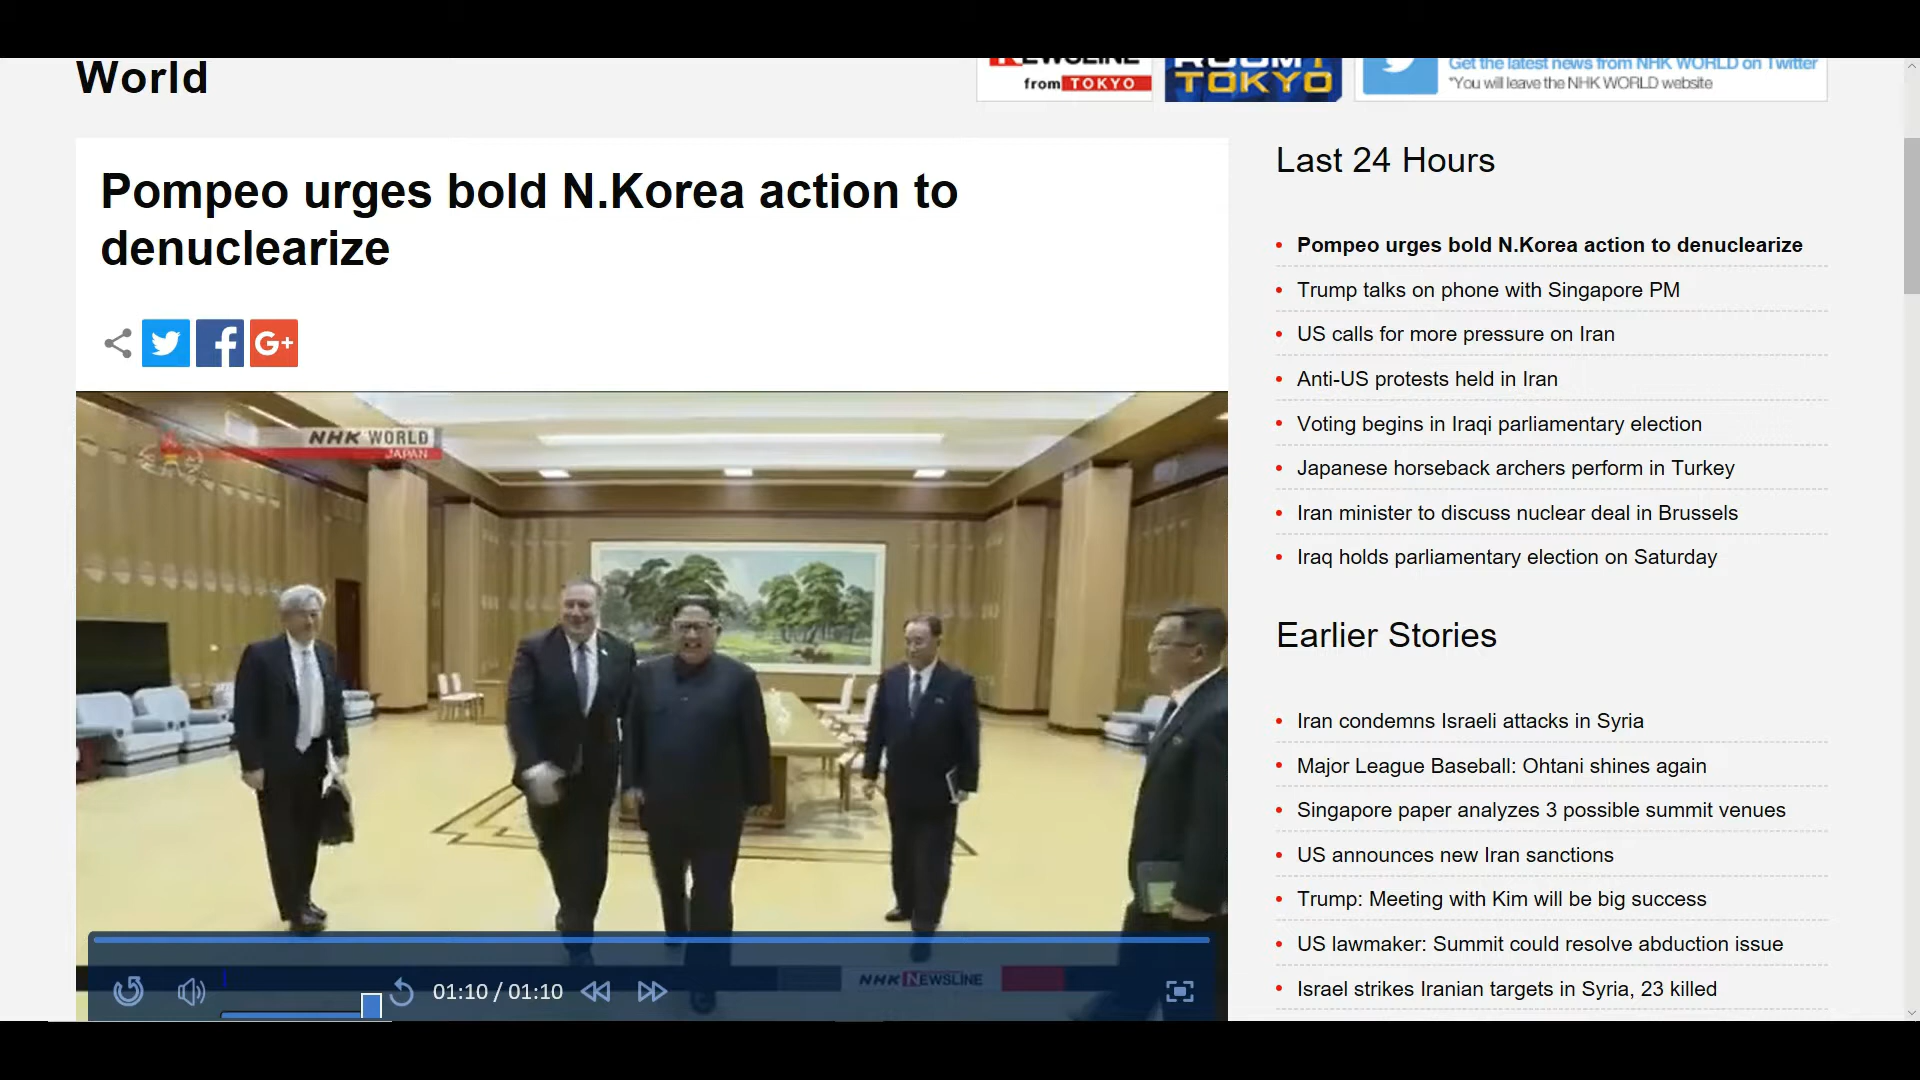 World
NEWSLINE
from TOKYO
ROOM1
TOKYO
Get the latest news from NHK WORLD on Twitter
*You will leave the NHK WORLD website
Pompeo urges bold N.Korea action to
denuclearize
G+
NHK WORLD
JAPAN
NHK NEWSLINE
01:10 / 01:10
Last 24 Hours
Pompeo urges bold N.Korea action to denuclearize
Trump talks on phone with Singapore PM
US calls for more pressure on Iran
Anti-US protests held in Iran
Voting begins in Iraqi parliamentary election
Japanese horseback archers perform in Turkey
Iran minister to discuss nuclear deal in Brussels
Iraq holds parliamentary election on Saturday
Earlier Stories
Iran condemns Israeli attacks in Syria
Major League Baseball: Ohtani shines again
Singapore paper analyzes 3 possible summit venues
US announces new Iran sanctions
Trump: Meeting with Kim will be big success
US lawmaker: Summit could resolve abduction issue
Israel strikes Iranian targets in Syria, 23 killed